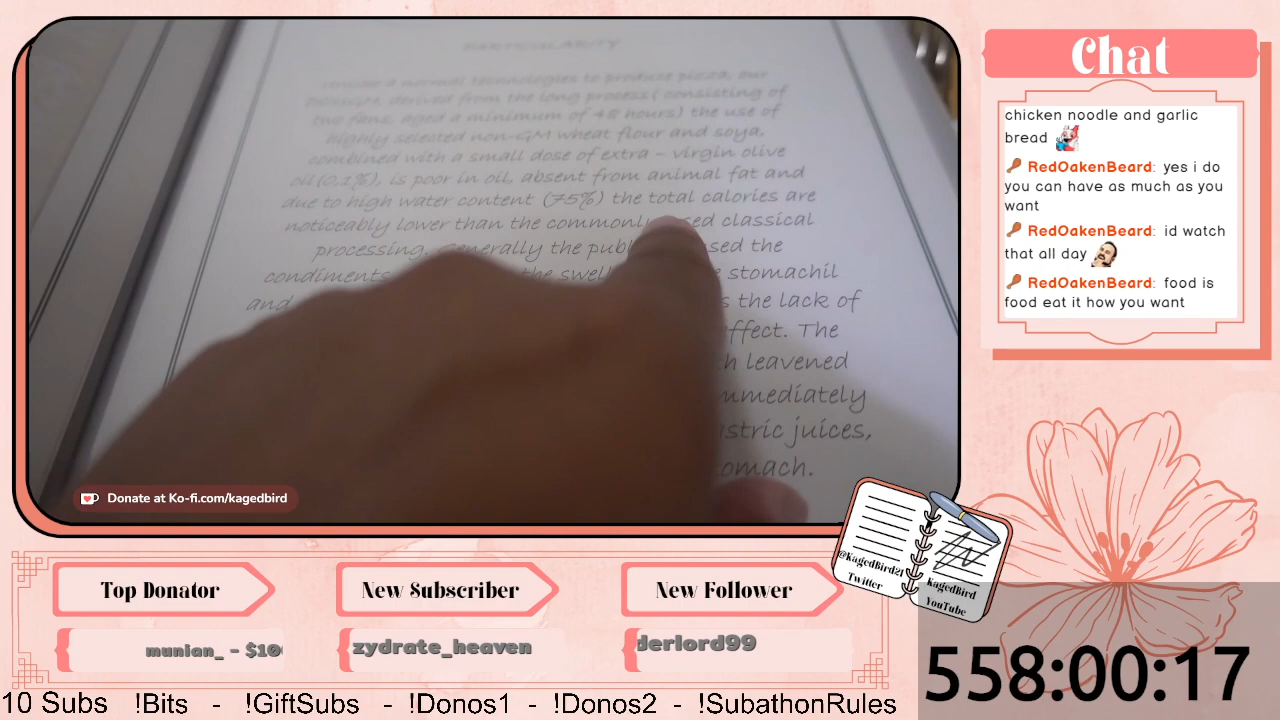 PARTICULARITY
a normal technologies to produce pizza, our
derived from the long process (consisting of
two fans, aged a minimum of 48 hours) the use of
highly selected non-GM wheat flour and soya,
combined with a small dose of extra - virgin olive
oil (0,1%), is poor in oil, absent from animal fat and
due to high water content (75%) the total calories are
noticeably lower than the commonly used classical
processing. Generally the sed the
condiments the swell stomachil
and s the lack of
The
leavened
immediately
juices,
Donate at Ko-fi.com/kagedbird
Chat
chicken noodle and garlic
bread
RedOakenBeard: yes i do
you can have as much as you
want
RedOakenBeard: id watch
that all day
RedOakenBeard: food is
food eat it how you want
@KagedBird21
Twitter
KagedBird
YouTube
Top Donator
New Subscriber
New Follower
munian_ - $10
zydrate_heaven
derlord99
558:00:17
10 Subs !Bits - !GiftSubs - !Donos1 - !Donos2 - !SubathonRules